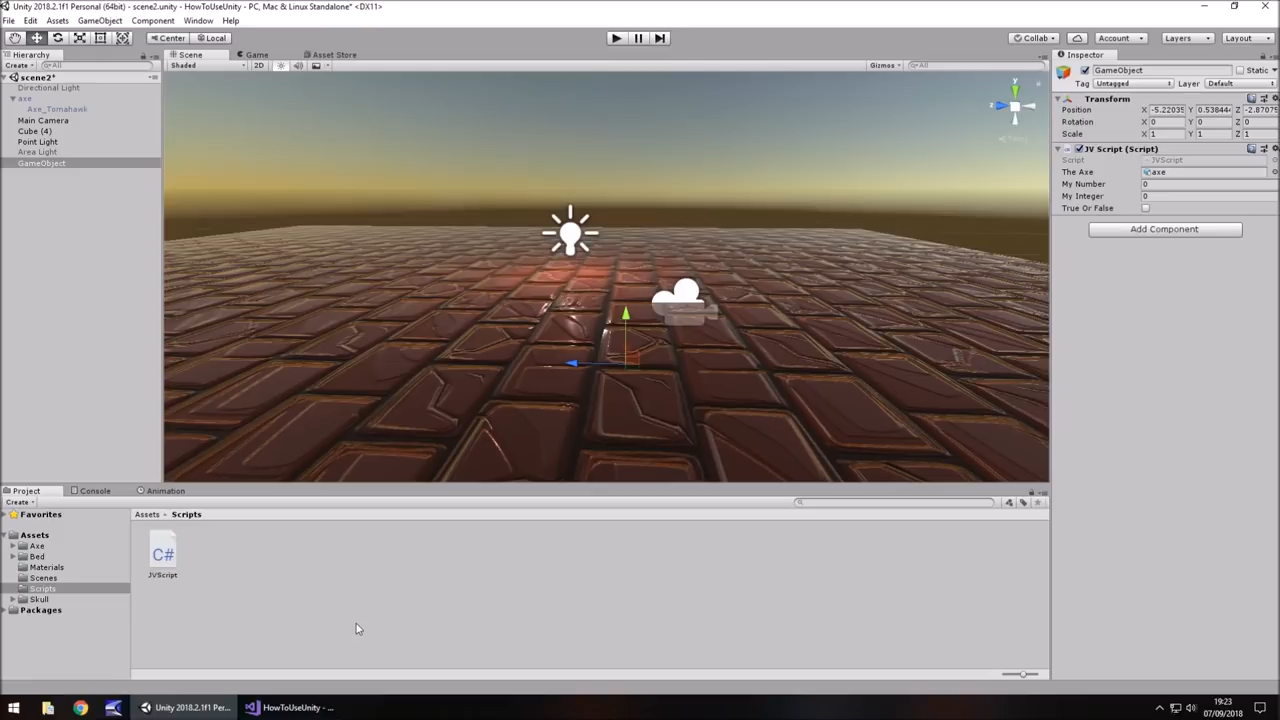 Unity 2018.2.1f1 Personal (64bit) - scene2.unity - HowToUseUnity - PC, Mac & Linux Standalone* <DX11>
File Edit Assets GameObject Component Window Help
Center Local Collab Account Layers Layout
Hierarchy
Create All
scene2*
Directional Light
axe
Axe_Tomahawk
Main Camera
Cube (4)
Point Light
Area Light
GameObject
Scene Game Asset Store
Shaded 2D Gizmos All
y
z
Inspector
GameObject Static
Tag Untagged Layer Default
Transform
Position X -5.22035 Y 0.53844 Z -2.87075
Rotation X 0 Y 0 Z 0
Scale X 1 Y 1 Z 1
JV Script (Script)
Script JVScript
The Axe axe
My Number 0
My Integer 0
True Or False
Add Component
Project Console Animation
Create
Favorites
Assets
Axe
Bed
Materials
Scenes
Scripts
Skull
Packages
Assets Scripts
C#
JVScript
Unity 2018.2.1f1 Per...
HowToUseUnity - ...
19:23
07/09/2018